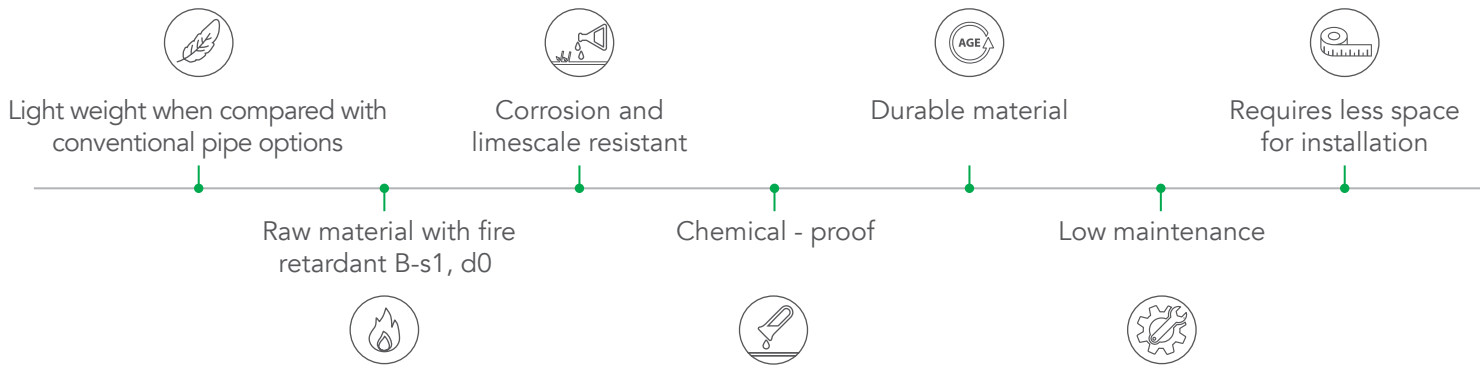 AGE
Light weight when compared with
conventional pipe options
Corrosion and
limescale resistant
Durable material
Requires less space
for installation
Raw material with fire
retardant B-s1, d0
Chemical - proof
Low maintenance